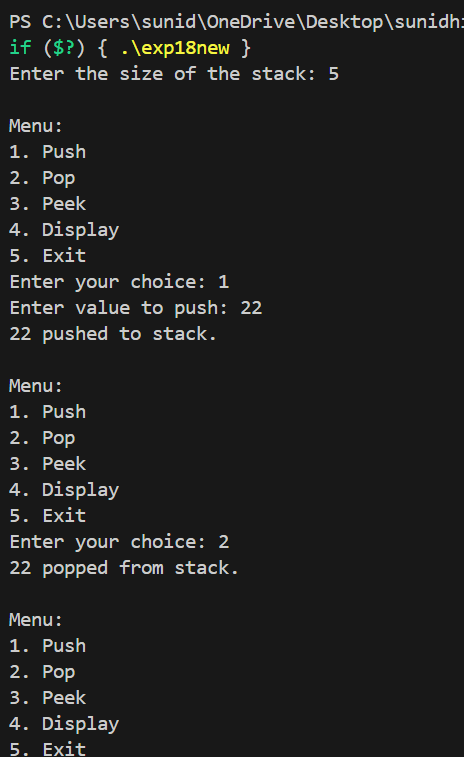 PS C:\Users\sunid\OneDrive\Desktop\sunidhi
if ($?) { .\exp18new }
Enter the size of the stack: 5
Menu:
1. Push
2. Pop
3. Peek
4. Display
5. Exit
Enter your choice: 1
Enter value to push: 22
22 pushed to stack.
Menu:
1. Push
2. Pop
3. Peek
4. Display
5. Exit
Enter your choice: 2
22 popped from stack.
Menu:
1. Push
2. Pop
3. Peek
4. Display
5. Exit